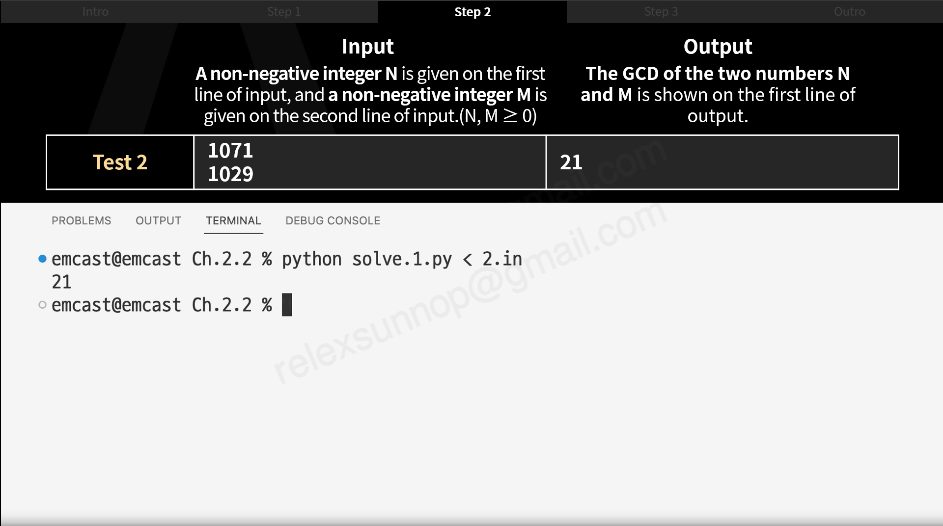 Intro Step 1 Step 2 Step 3 Outro
Input
A non-negative integer N is given on the first
line of input, and a non-negative integer M is
given on the second line of input.(N, M ≥ 0)
Output
The GCD of the two numbers N
and M is shown on the first line of
output.
Test 2
1071
1029
21
PROBLEMS OUTPUT TERMINAL DEBUG CONSOLE
emcast@emcast Ch.2.2 % python solve.1.py < 2.in
21
emcast@emcast Ch.2.2 %
relexsunnop@gmail.com